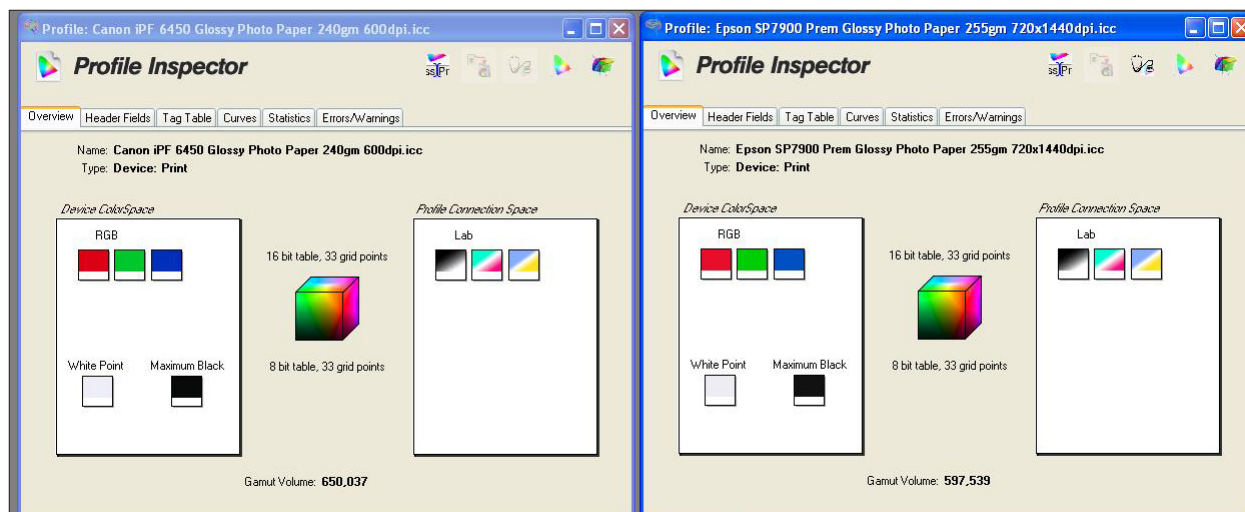 Profile: Canon iPF 6450 Glossy Photo Paper 240gm 600dpi.icc
Profile Inspector
ss Pr
Overview Header Fields Tag Table Curves Statistics Errors/Warnings
Name: Canon iPF 6450 Glossy Photo Paper 240gm 600dpi.icc
Type: Device: Print
Device ColorSpace
Profile Connection Space
RGB
Lab
16 bit table, 33 grid points
8 bit table, 33 grid points
White Point
Maximum Black
Gamut Volume: 650,037
Profile: Epson SP7900 Prem Glossy Photo Paper 255gm 720x1440dpi.icc
Profile Inspector
ss Pr
Overview Header Fields Tag Table Curves Statistics Errors/Warnings
Name: Epson SP7900 Prem Glossy Photo Paper 255gm 720x1440dpi.icc
Type: Device: Print
Device ColorSpace
Profile Connection Space
RGB
Lab
16 bit table, 33 grid points
8 bit table, 33 grid points
White Point
Maximum Black
Gamut Volume: 597,539